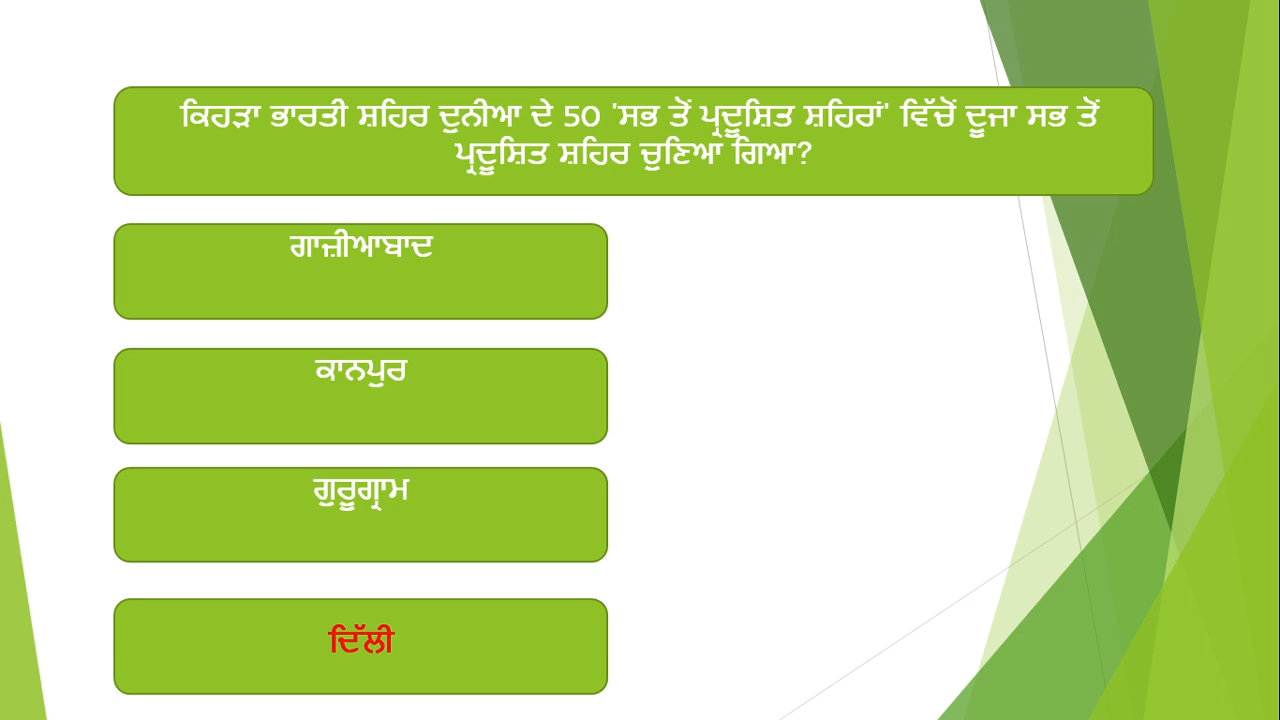 ਕਿਹੜਾ ਭਾਰਤੀ ਸ਼ਹਿਰ ਦੁਨੀਆ ਦੇ 50 'ਸਭ ਤੋਂ ਪ੍ਰਦੂਸ਼ਿਤ ਸ਼ਹਿਰਾਂ' ਵਿੱਚੋਂ ਦੂਜਾ ਸਭ ਤੋਂ
ਪ੍ਰਦੂਸ਼ਿਤ ਸ਼ਹਿਰ ਚੁਣਿਆ ਗਿਆ?
ਗਾਜ਼ੀਆਬਾਦ
ਕਾਨਪੁਰ
ਗੁਰੂਗ੍ਰਾਮ
ਦਿੱਲੀ